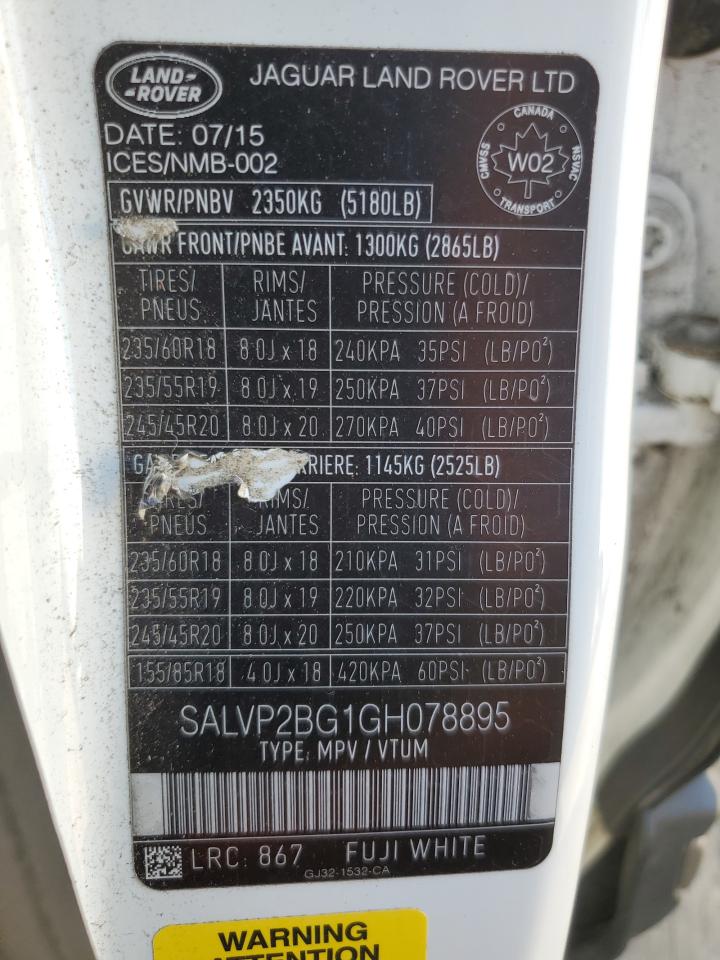 LAND-
-ROVER
JAGUAR LAND ROVER LTD
DATE: 07/15
ICES/NMB-002
CANADA
CMVSS
NSVAC
W02
TRANSPORT
GVWR/PNBV 2350KG (5180LB)
GAWR FRONT/PNBE AVANT: 1300KG (2865LB)
TIRES/ RIMS/ PRESSURE (COLD)/
PNEUS JANTES PRESSION (A FROID)
235/60R18 8.0J x 18 240KPA 35PSI (LB/PO²)
235/55R19 8.0J x 19 250KPA 37PSI (LB/PO²)
245/45R20 8.0J x 20 270KPA 40PSI (LB/PO²)
1145KG (2525LB)
RIMS/ PRESSURE (COLD)/
PNEUS JANTES PRESSION (A FROID)
235/60R18 8.0J x 18 210KPA 31PSI (LB/PO²)
235/55R19 8.0J x 19 220KPA 32PSI (LB/PO²)
245/45R20 8.0J x 20 250KPA 37PSI (LB/PO²)
155/85R18 4.0J x 18 420KPA 60PSI (LB/PO²)
SALVP2BG1GH078895
TYPE: MPV / VTUM
LRC: 867 FUJI WHITE
GJ32-1532-CA
WARNING
ATTENTION